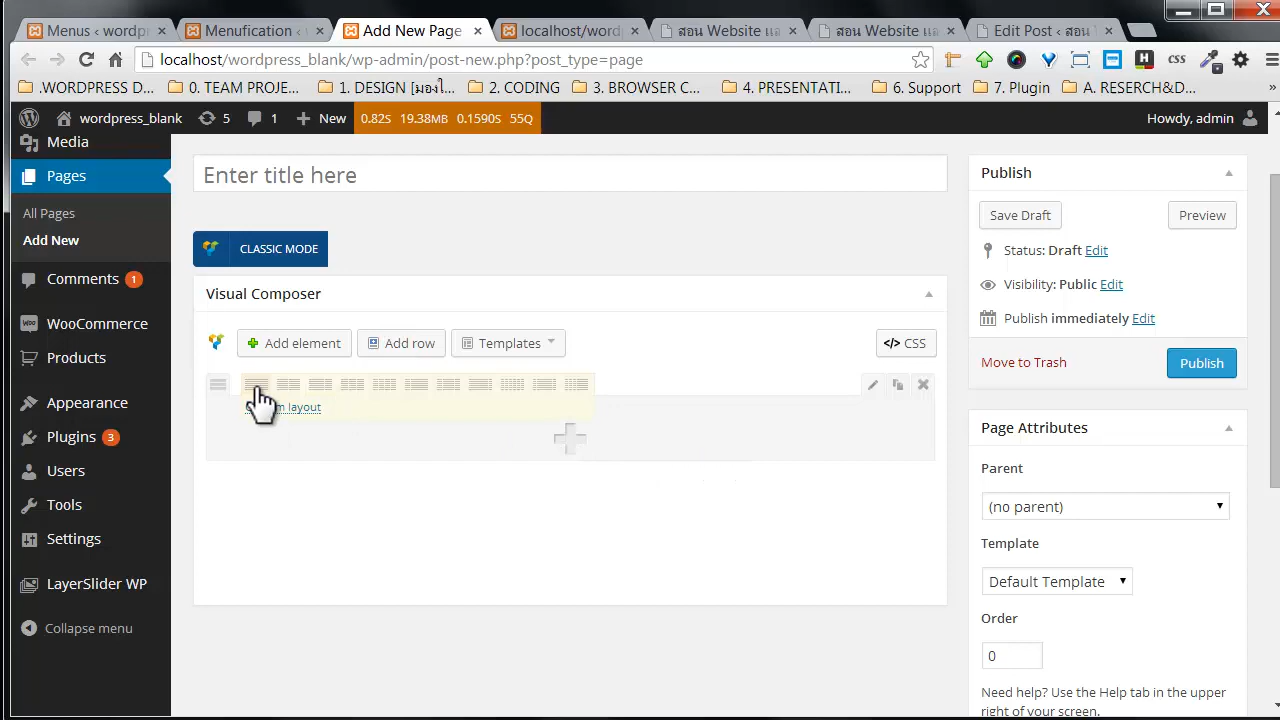 Menus ‹ wordp
Menufication ‹
Add New Page
localhost/word
สอน Website แล
สอน Website แล
Edit Post ‹ สอน
localhost/wordpress_blank/wp-admin/post-new.php?post_type=page
.WORDPRESS D...
0. TEAM PROJE...
1. DESIGN [มองใ...
2. CODING
3. BROWSER C...
4. PRESENTATI...
6. Support
7. Plugin
A. RESERCH&D...
»
wordpress_blank
5
1
New
0.82S 19.38MB 0.1590S 55Q
Howdy, admin
Media
Pages
All Pages
Add New
Comments 1
WooCommerce
Products
Appearance
Plugins 3
Users
Tools
Settings
LayerSlider WP
Collapse menu
Enter title here
CLASSIC MODE
Visual Composer
Add element
Add row
Templates
</> CSS
layout
Publish
Save Draft
Preview
Status: Draft Edit
Visibility: Public Edit
Publish immediately Edit
Move to Trash
Publish
Page Attributes
Parent
(no parent)
Template
Default Template
Order
0
Need help? Use the Help tab in the upper
right of your screen.